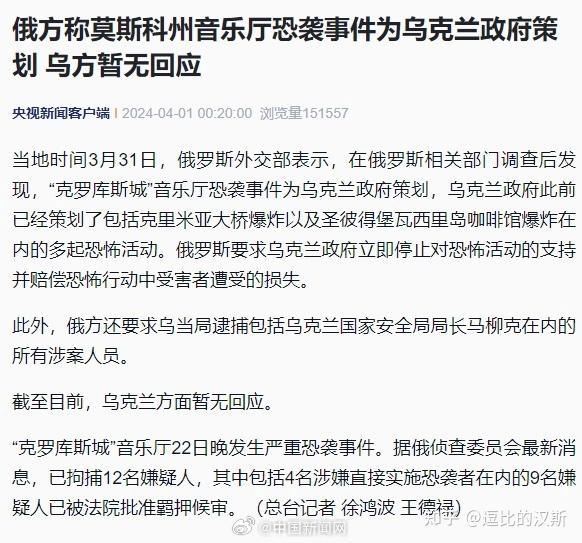 俄方称莫斯科州音乐厅恐袭事件为乌克兰政府策
划 乌方暂无回应
央视新闻客户端 | 2024-04-01 00:20:00 浏览量151557
当地时间3月31日，俄罗斯外交部表示，在俄罗斯相关部门调查后发
现，“克罗库斯城”音乐厅恐袭事件为乌克兰政府策划，乌克兰政府此前
已经策划了包括克里米亚大桥爆炸以及圣彼得堡瓦西里岛咖啡馆爆炸在
内的多起恐怖活动。俄罗斯要求乌克兰政府立即停止对恐怖活动的支持
并赔偿恐怖行动中受害者遭受的损失。
此外，俄方还要求乌当局逮捕包括乌克兰国家安全局局长马柳克在内的
所有涉案人员。
截至目前，乌克兰方面暂无回应。
“克罗库斯城”音乐厅22日晚发生严重恐袭事件。据俄侦查委员会最新消
息，已拘捕12名嫌疑人，其中包括4名涉嫌直接实施恐袭者在内的9名嫌
疑人已被法院批准羁押候审。（总台记者 徐鸿波 王德禄）
@中国新闻网
知乎 @逗比的汉斯